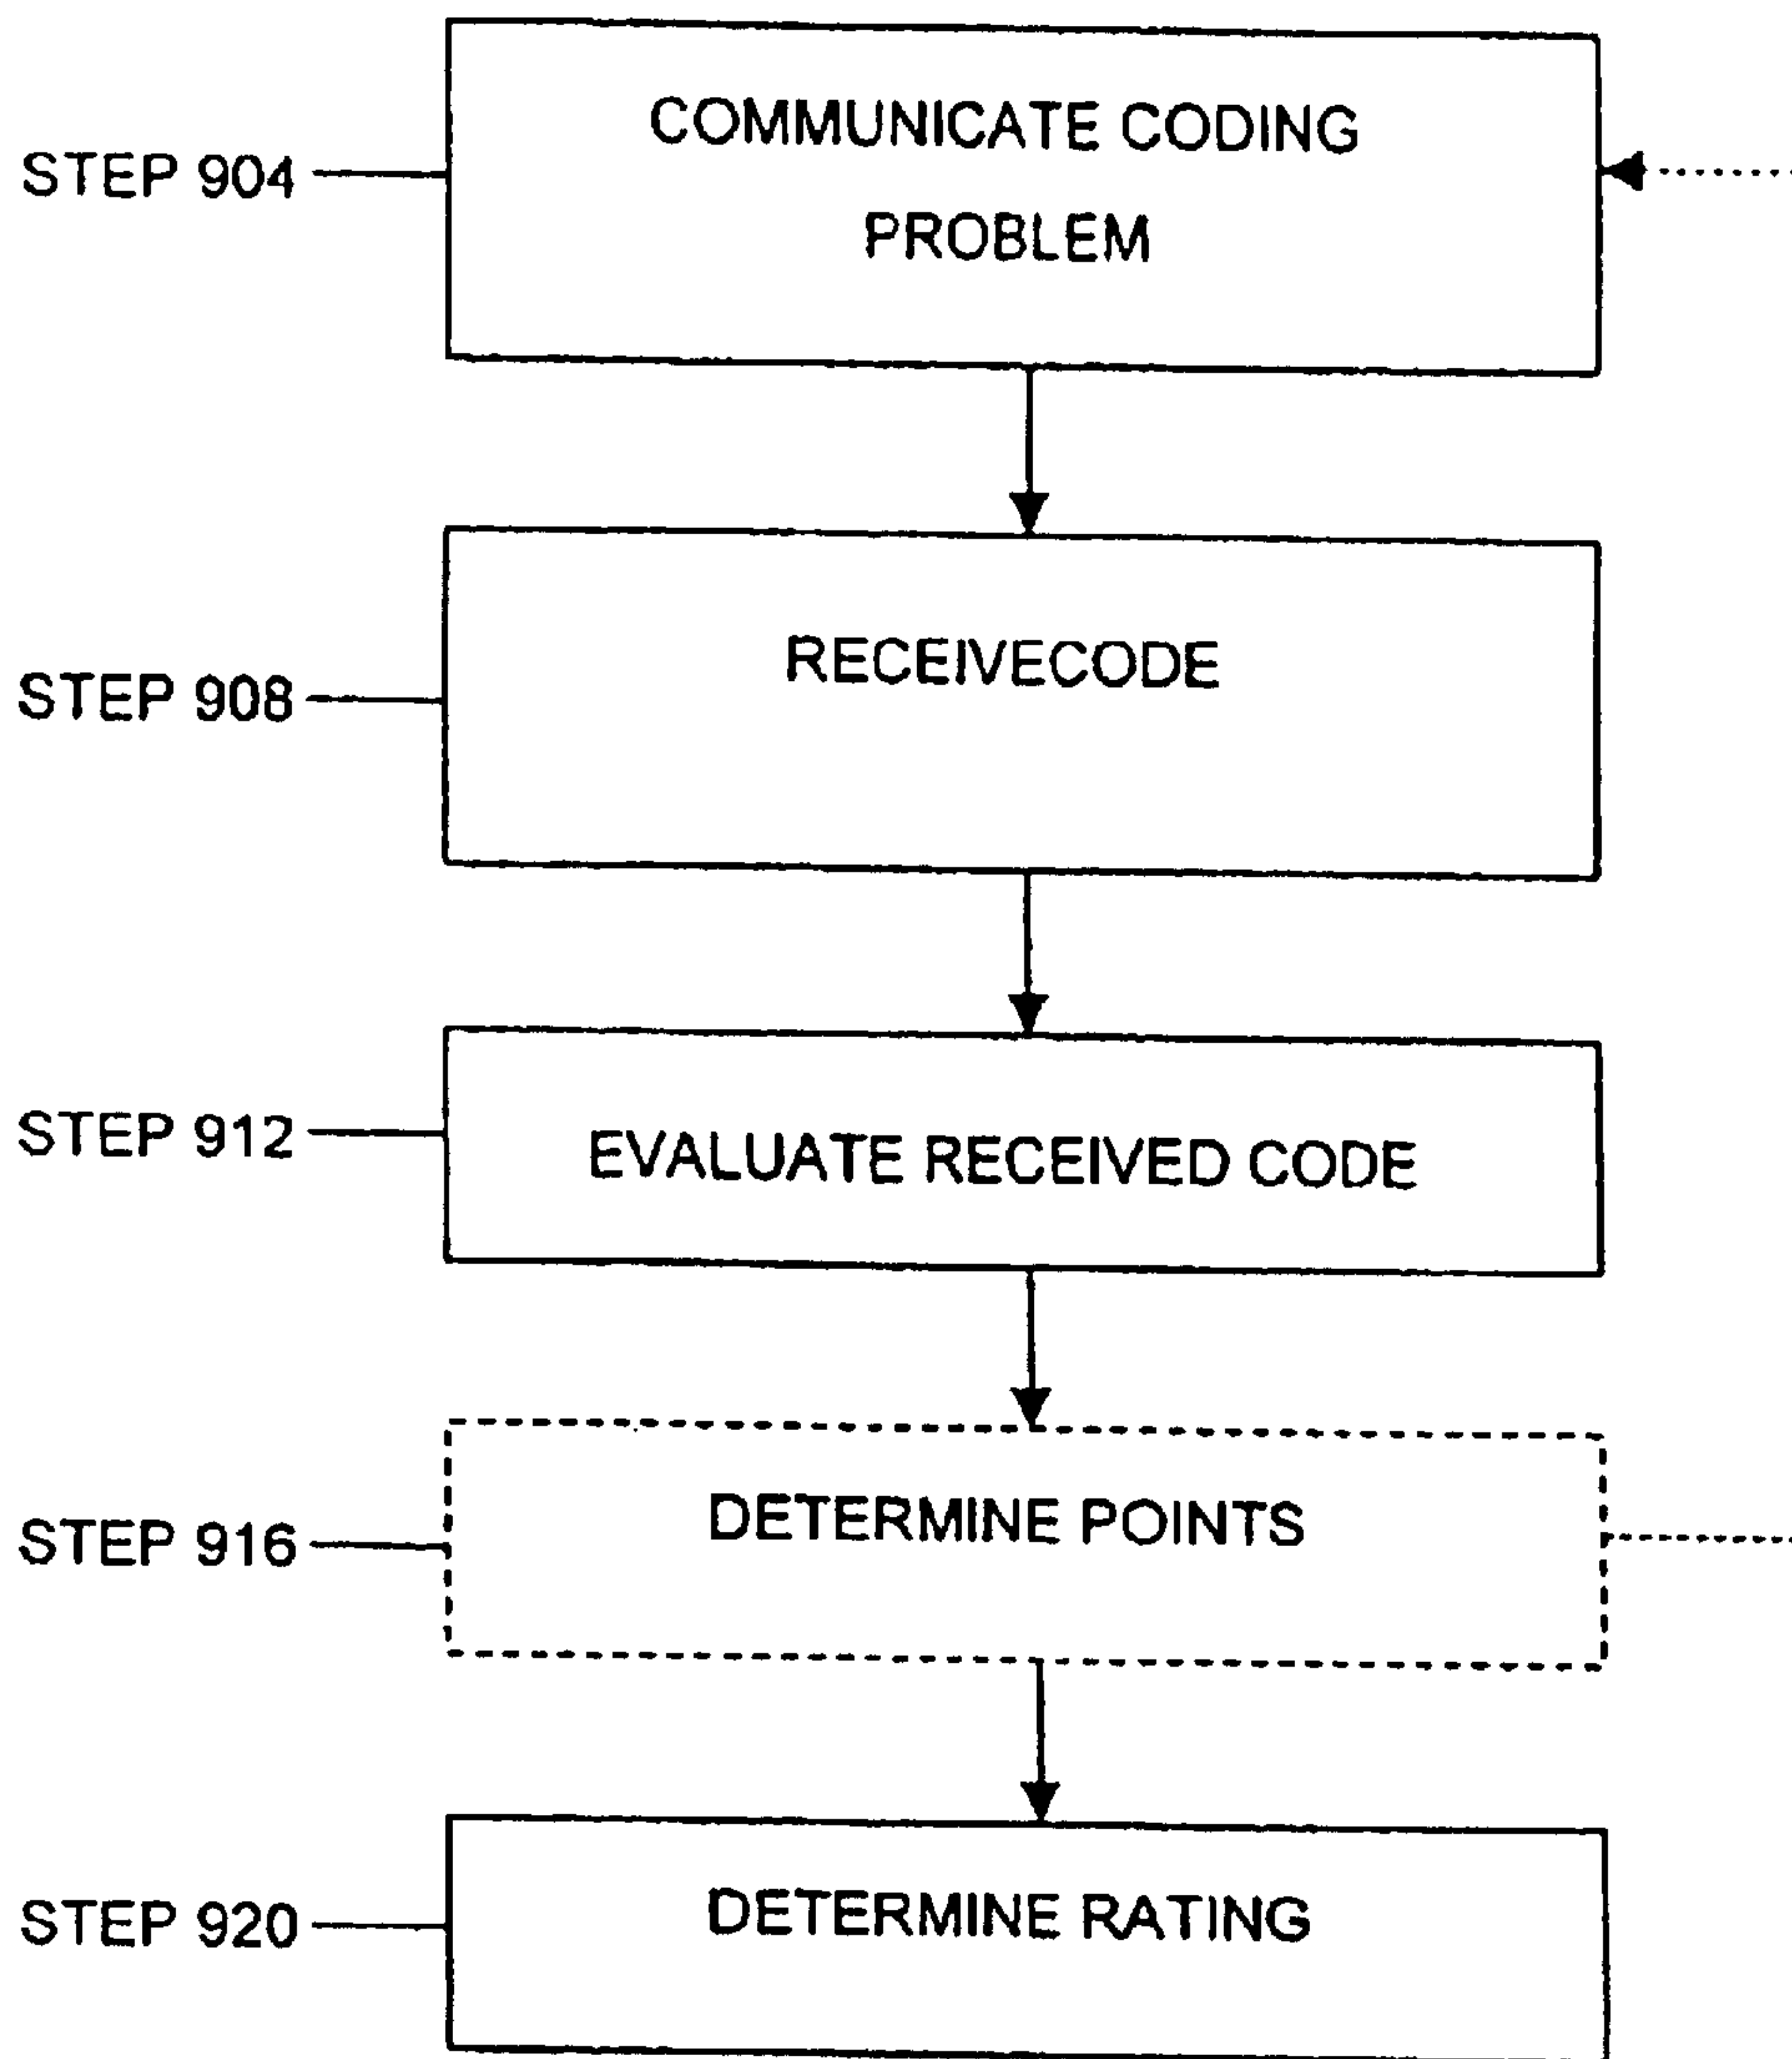 STEP 904
COMMUNICATE CODING
PROBLEM
STEP 908
RECEIVECODE
STEP 912
EVALUATE RECEIVED CODE
STEP 916
DETERMINE POINTS
STEP 920
DETERMINE RATING